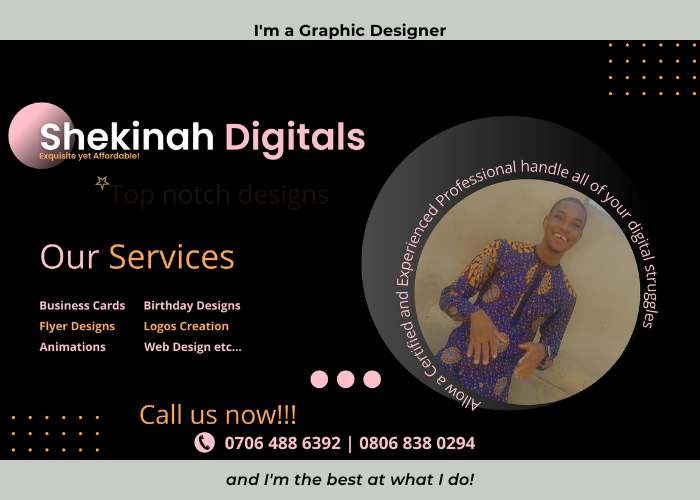 I'm a Graphic Designer
Shekinah Digitals
Exquisite yet Affordable!
Top notch designs
Our Services
Business Cards
Birthday Designs
Flyer Designs
Logos Creation
Animations
Web Design etc...
Allow a Certified and Experienced Professional handle all of your digital struggles
Call us now!!!
0706 488 6392 | 0806 838 0294
and I'm the best at what I do!